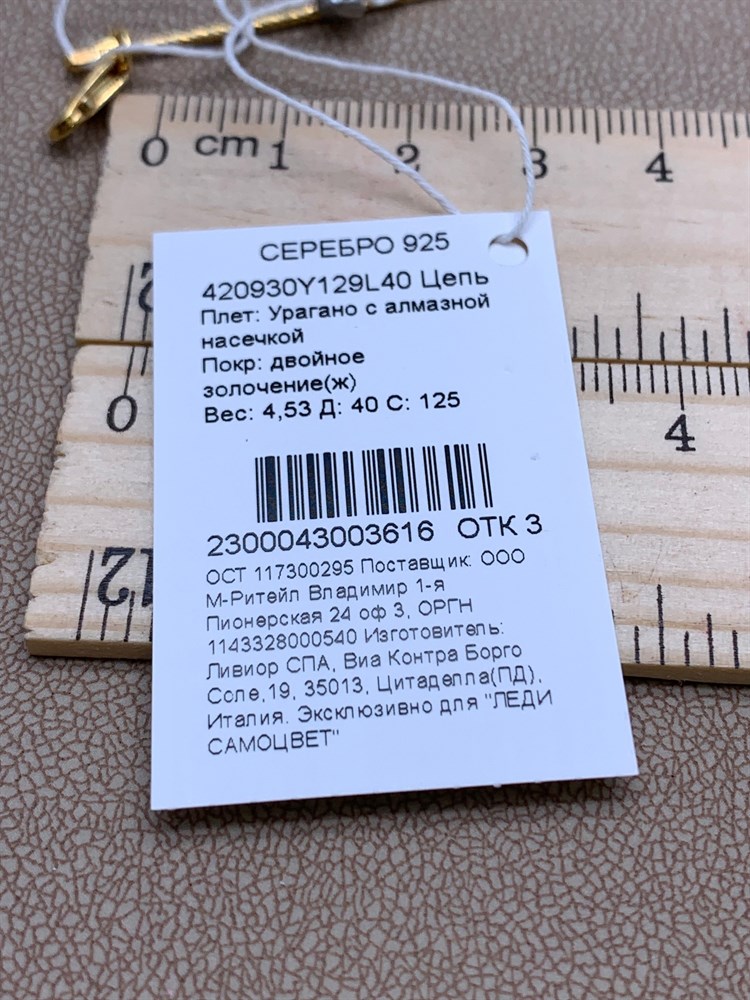 0 cm 1 2 3 4
СЕРЕБРО 925
420930Y129L40 Цепь
Плет: Урагано с алмазной
насечкой
Покр: двойное
золочение(ж)
Вес: 4,53 Д: 40 С: 125
2300043003616 ОТК 3
ОСТ 117300295 Поставщик: ООО
М-Ритейл Владимир 1-я
Пионерская 24 оф 3, ОРГН
1143328000540 Изготовитель:
Ливиор СПА, Виа Контра Борго
Соле,19, 35013, Цитаделла(ПД),
Италия. Эксклюзивно для "ЛЕДИ
САМОЦВЕТ"
0 4
12